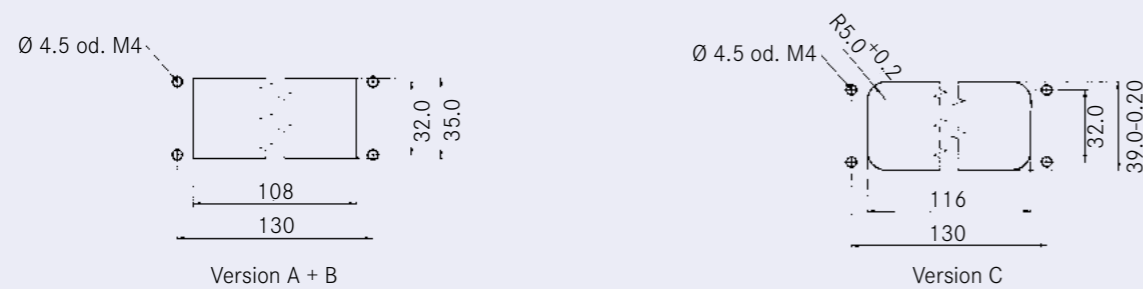 Ø 4.5 od. M4
32.0
35.0
108
130
Version A + B
R5.0+0.2
Ø 4.5 od. M4
32.0
39.0-0.20
116
130
Version C